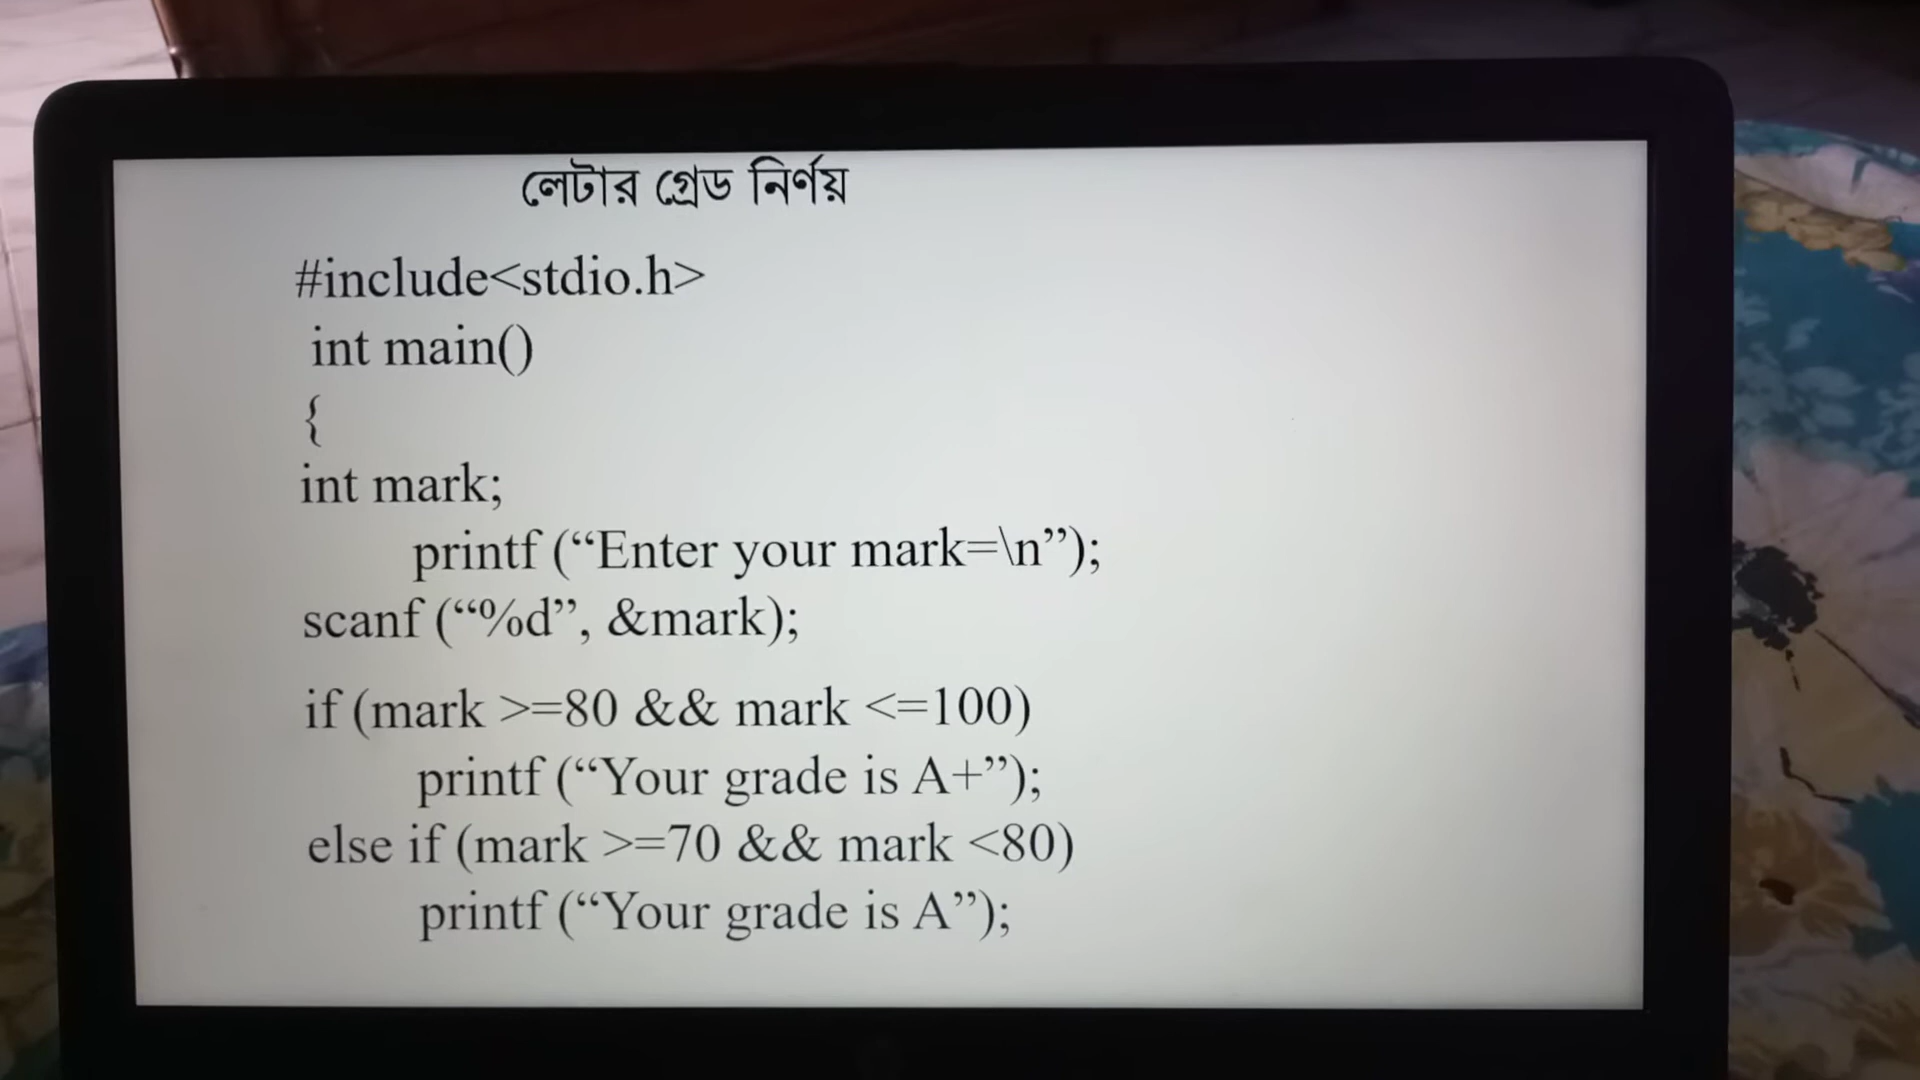 লেটার গ্রেড নির্ণয়
#include<stdio.h>
int main()
{
int mark;
printf (“Enter your mark=\n”);
scanf (“%d”, &mark);
if (mark >=80 && mark <=100)
printf (“Your grade is A+”);
else if (mark >=70 && mark <80)
printf (“Your grade is A”);